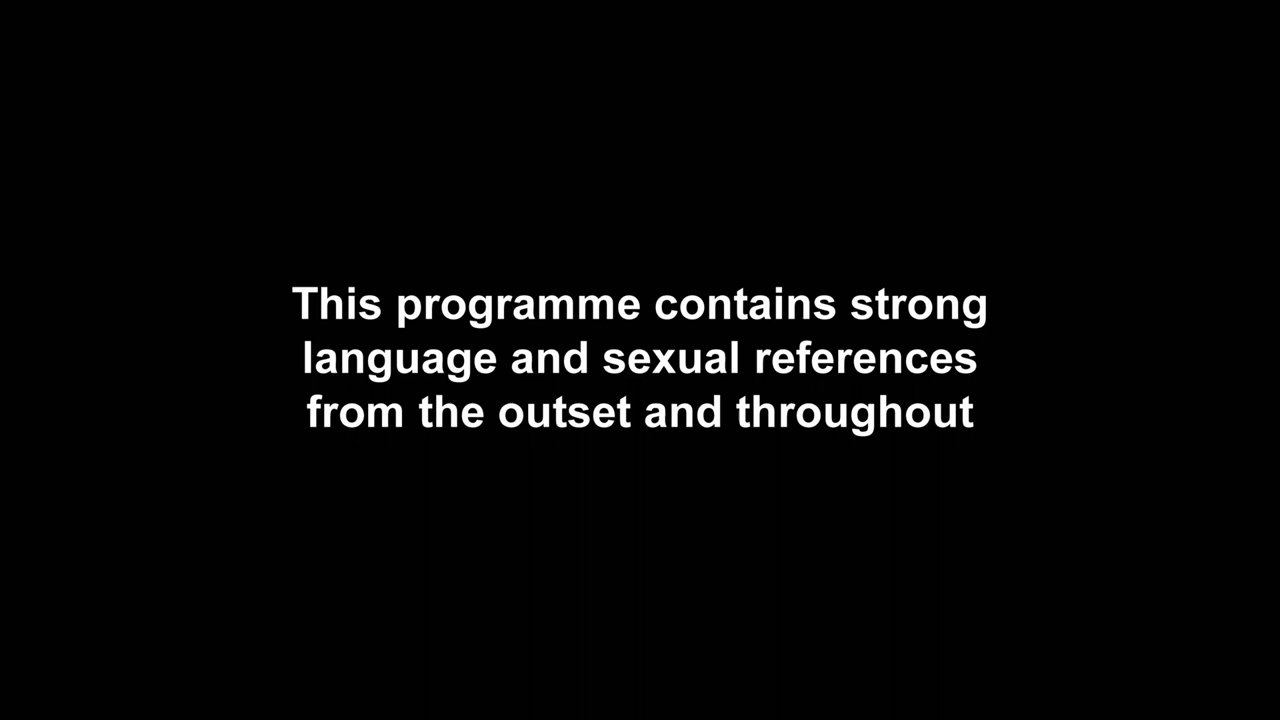 This programme contains strong
language and sexual references
from the outset and throughout